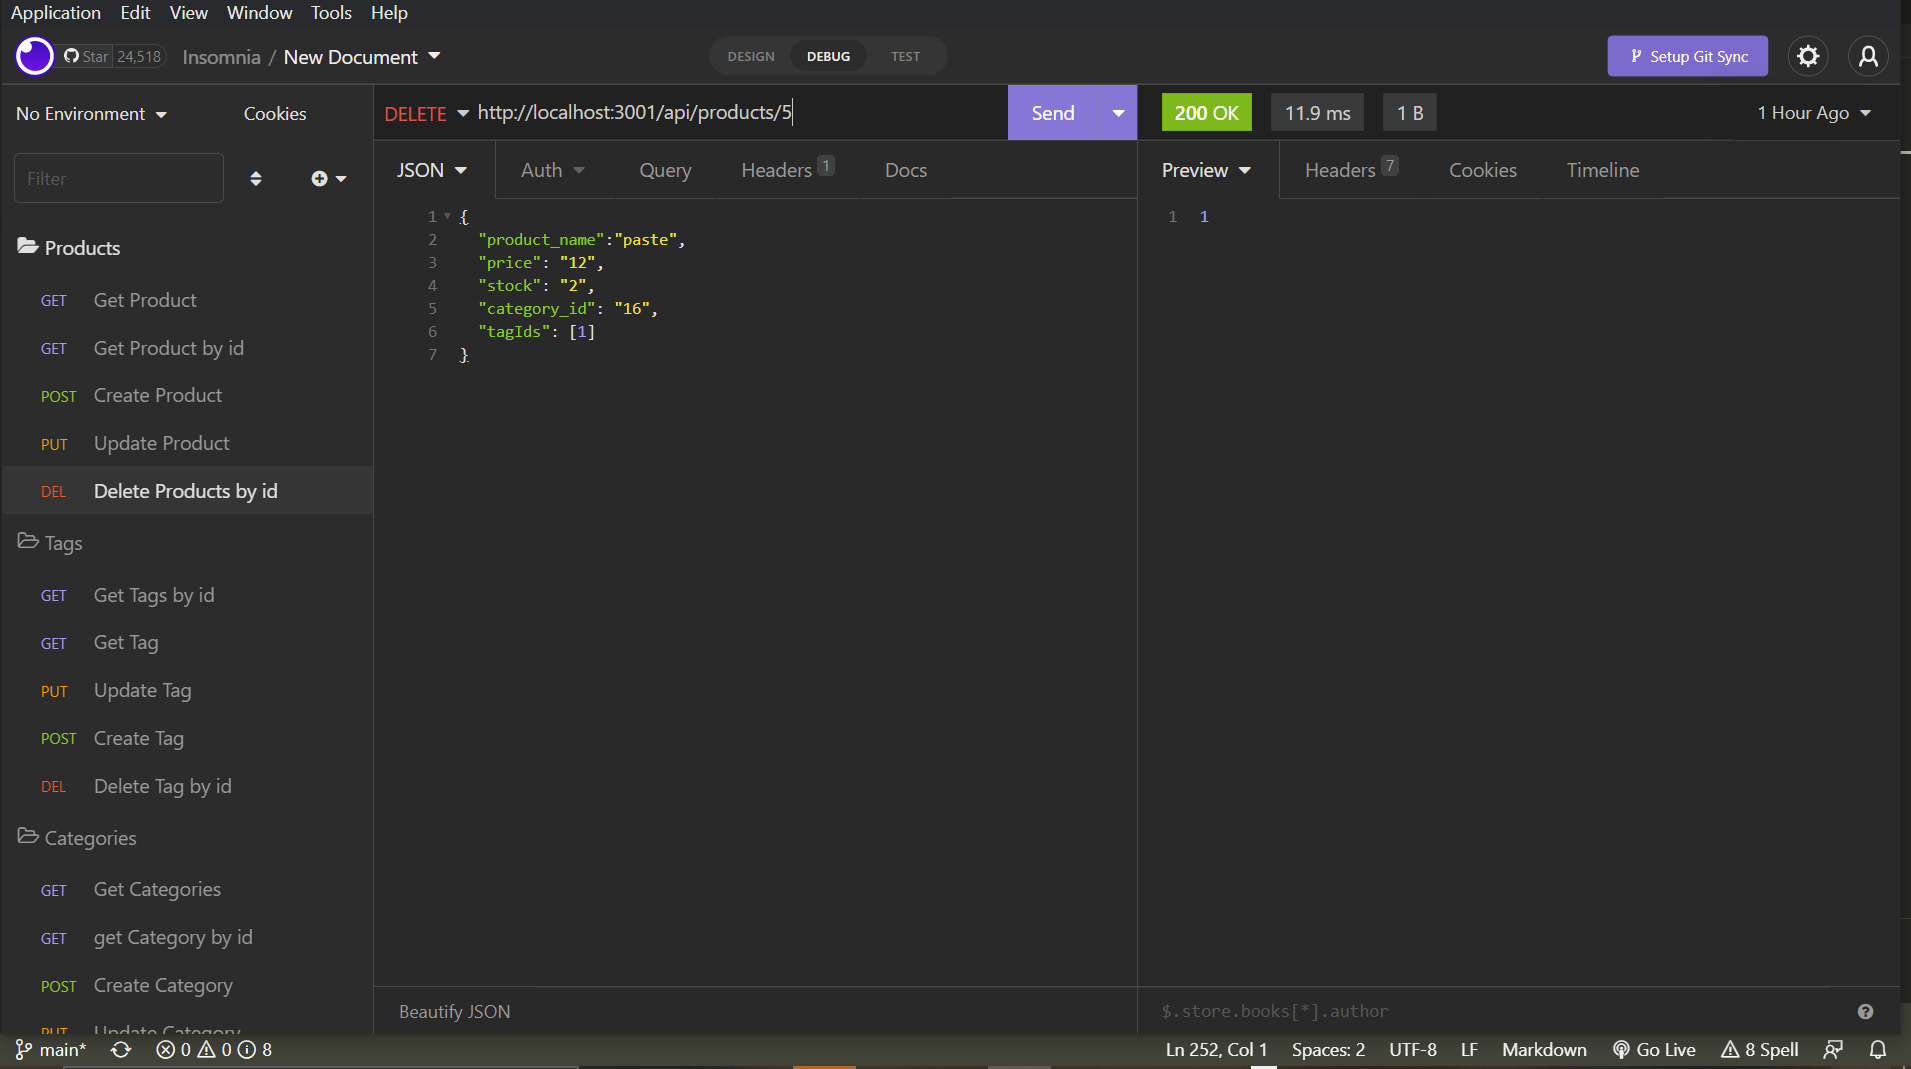 Application Edit View Window Tools Help
Star 24,518 Insomnia / New Document DESIGN DEBUG TEST Setup Git Sync
No Environment Cookies DELETE http://localhost:3001/api/products/5 Send 200 OK 11.9 ms 1 B 1 Hour Ago
Filter
JSON Auth Query Headers 1 Docs
Preview Headers 7 Cookies Timeline
1 {
2 "product_name":"paste",
3 "price": "12",
4 "stock": "2",
5 "category_id": "16",
6 "tagIds": [1]
7 }
1 1
Products
GET Get Product
GET Get Product by id
POST Create Product
PUT Update Product
DEL Delete Products by id
Tags
GET Get Tags by id
GET Get Tag
PUT Update Tag
POST Create Tag
DEL Delete Tag by id
Categories
GET Get Categories
GET get Category by id
POST Create Category
PUT Update Category
Beautify JSON
$.store.books[*].author
main* 0 0 8 Ln 252, Col 1 Spaces: 2 UTF-8 LF Markdown Go Live 8 Spell